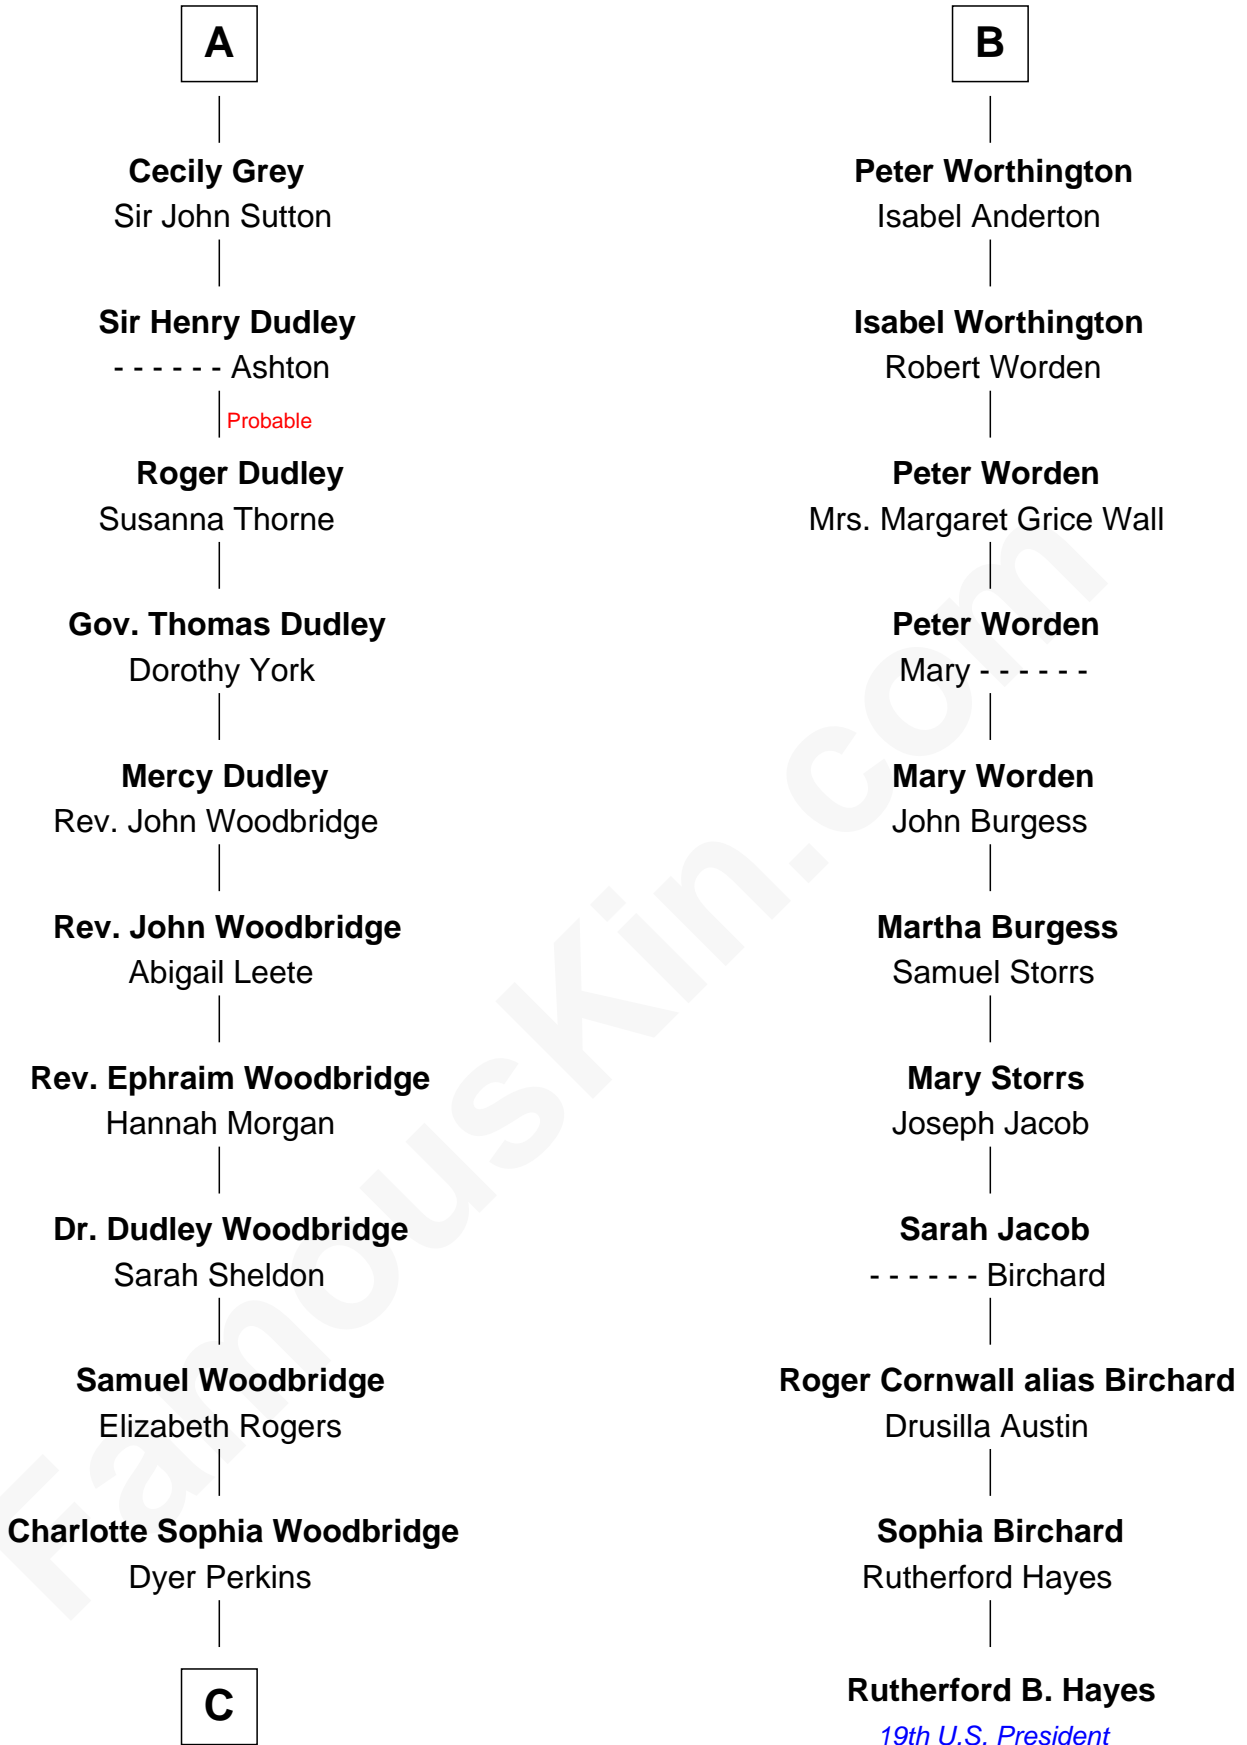 A
Cecily Grey
Sir John Sutton
Sir Henry Dudley
- - - - - - Ashton
Probable
Roger Dudley
Susanna Thorne
Gov. Thomas Dudley
Dorothy York
Mercy Dudley
Rev. John Woodbridge
Rev. John Woodbridge
Abigail Leete
Rev. Ephraim Woodbridge
Hannah Morgan
Dr. Dudley Woodbridge
Sarah Sheldon
Samuel Woodbridge
Elizabeth Rogers
Charlotte Sophia Woodbridge
Dyer Perkins
C
B
Peter Worthington
Isabel Anderton
Isabel Worthington
Robert Worden
Peter Worden
Mrs. Margaret Grice Wall
Peter Worden
Mary - - - - - -
Mary Worden
John Burgess
Martha Burgess
Samuel Storrs
Mary Storrs
Joseph Jacob
Sarah Jacob
- - - - - - Birchard
Roger Cornwall alias Birchard
Drusilla Austin
Sophia Birchard
Rutherford Hayes
Rutherford B. Hayes
19th U.S. President
FamousKin.com